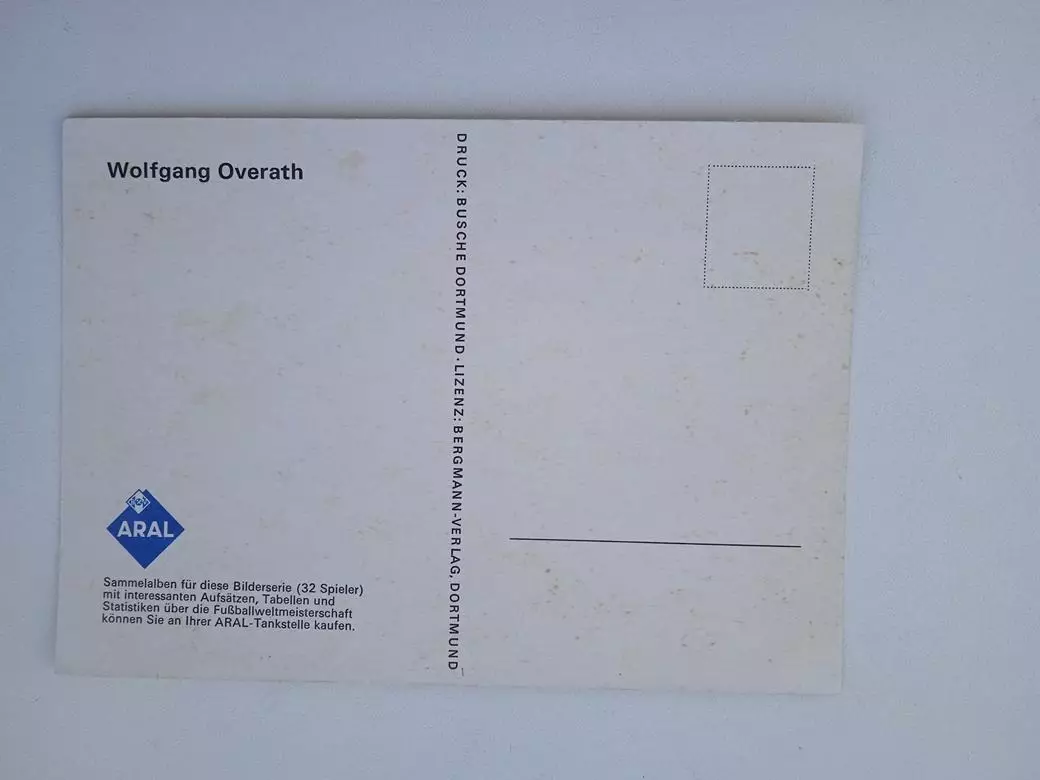 Wolfgang Overath
ARAL
Sammelalben für diese Bilderserie (32 Spieler)
mit interessanten Aufsätzen, Tabellen und
Statistiken über die Fußballweltmeisterschaft
können Sie an Ihrer ARAL-Tankstelle kaufen.
DRUCK: BUSCHE DORTMUND · LIZENZ: BERGMANN-VERLAG, DORTMUND